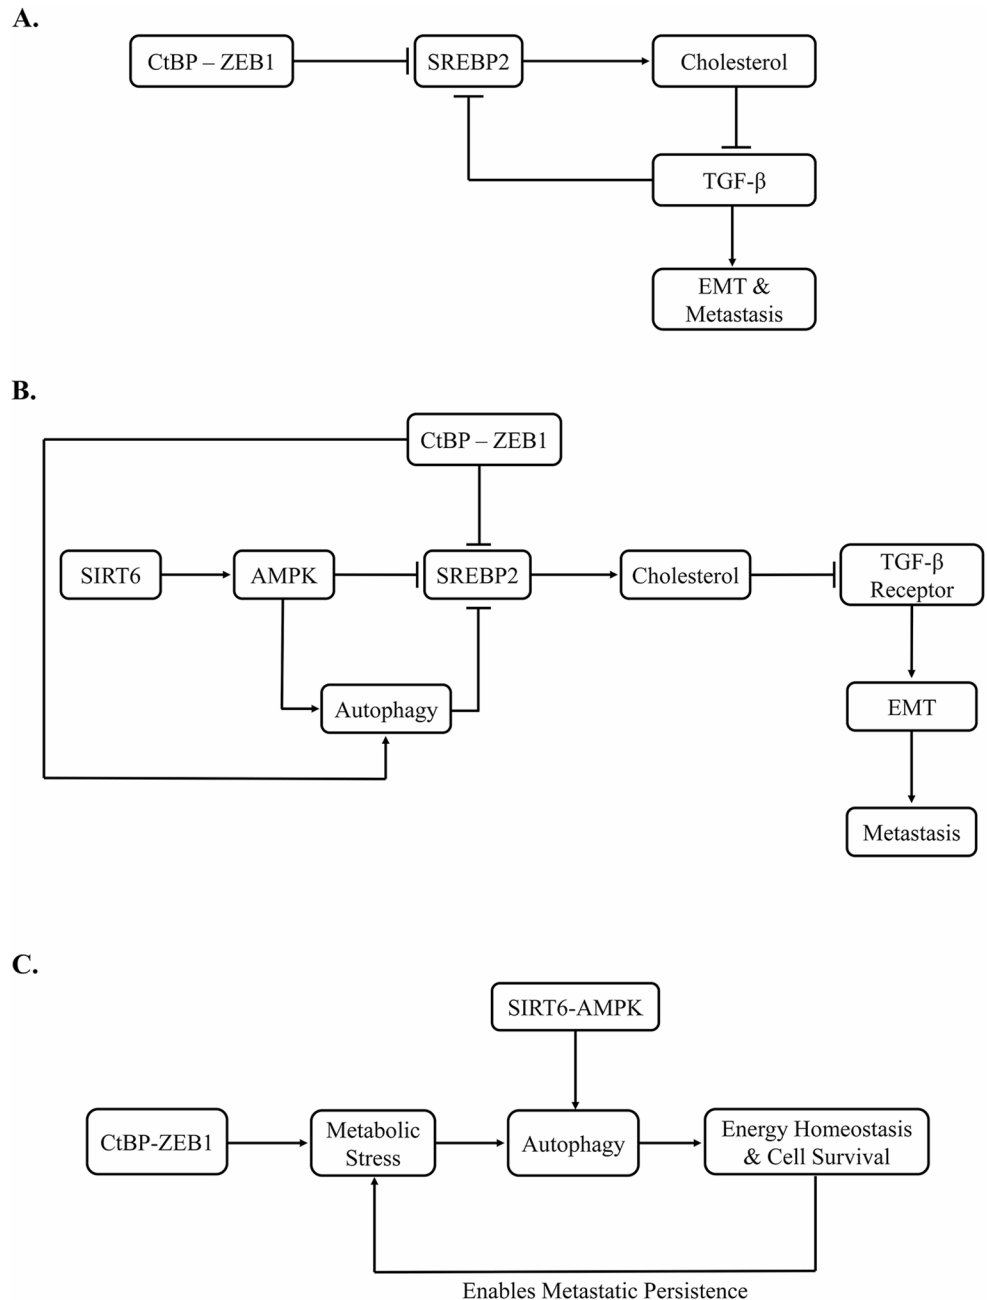 A.
CtBP – ZEB1
SREBP2
Cholesterol
TGF-β
EMT &
Metastasis
B.
CtBP – ZEB1
SIRT6
AMPK
SREBP2
Cholesterol
TGF-β
Receptor
Autophagy
EMT
Metastasis
C.
SIRT6-AMPK
CtBP-ZEB1
Metabolic
Stress
Autophagy
Energy Homeostasis
& Cell Survival
Enables Metastatic Persistence